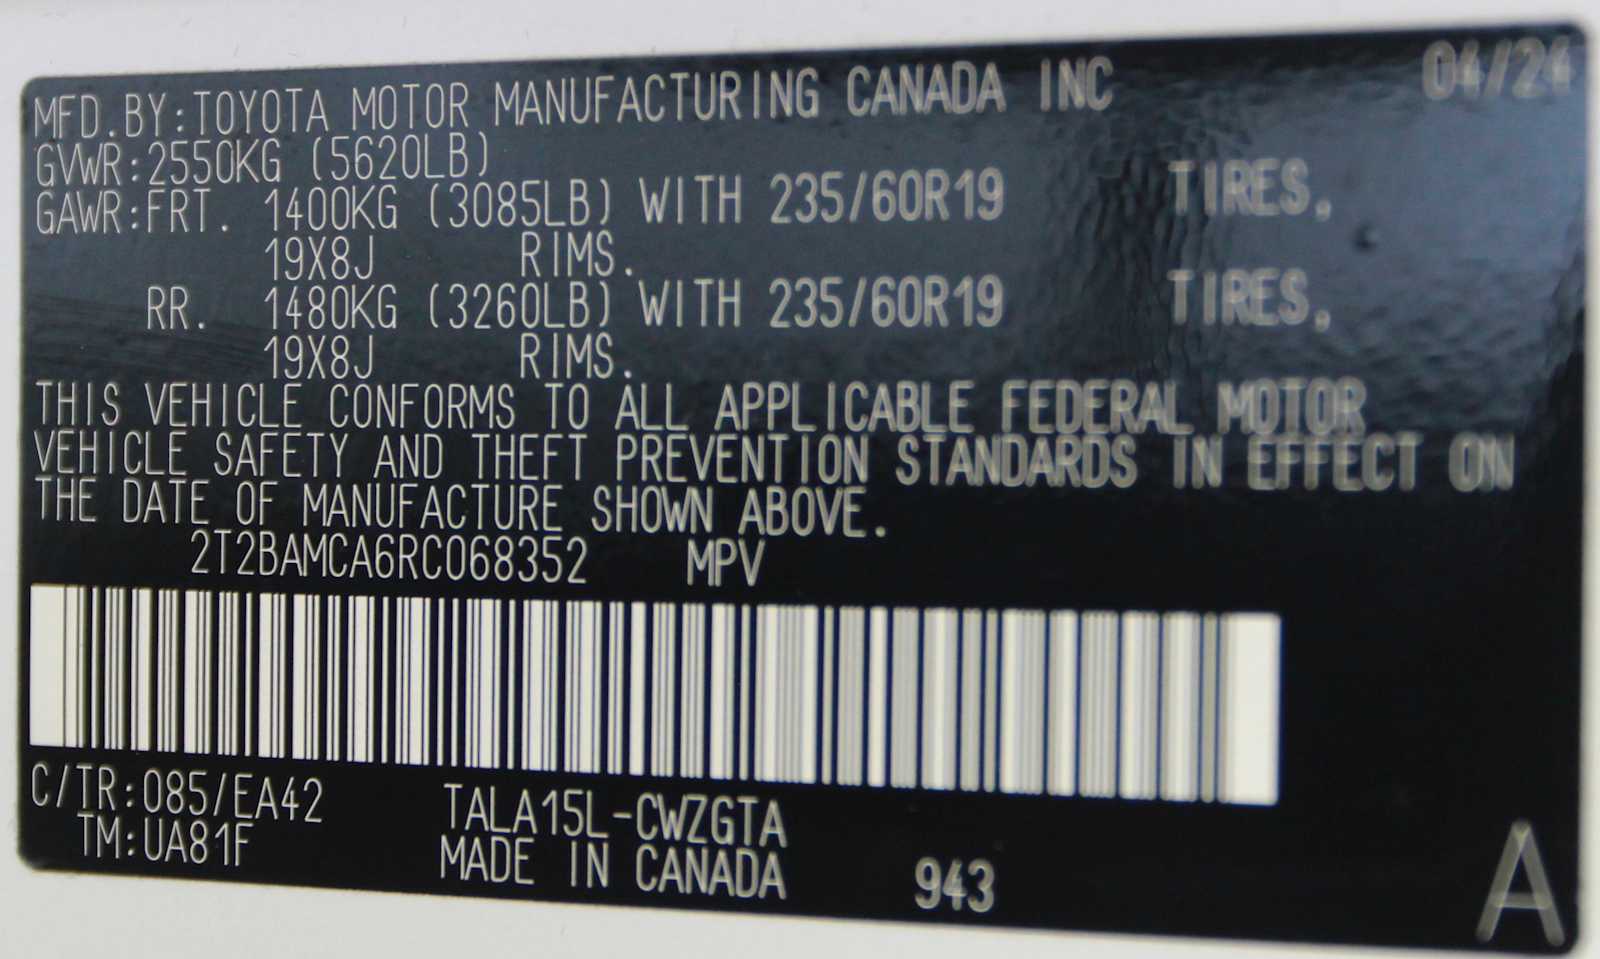 04/24
MFD.BY:TOYOTA MOTOR MANUFACTURING CANADA INC
GVWR:2550KG (5620LB)
GAWR:FRT. 1400KG (3085LB) WITH 235/60R19 TIRES,
19X8J RIMS.
RR. 1480KG (3260LB) WITH 235/60R19 TIRES,
19X8J RIMS.
THIS VEHICLE CONFORMS TO ALL APPLICABLE FEDERAL MOTOR
VEHICLE SAFETY AND THEFT PREVENTION STANDARDS IN EFFECT ON
THE DATE OF MANUFACTURE SHOWN ABOVE.
2T2BAMCA6RC068352 MPV
C/TR:085/EA42 TALA15L-CWZGTA
TM:UA81F MADE IN CANADA 943
A